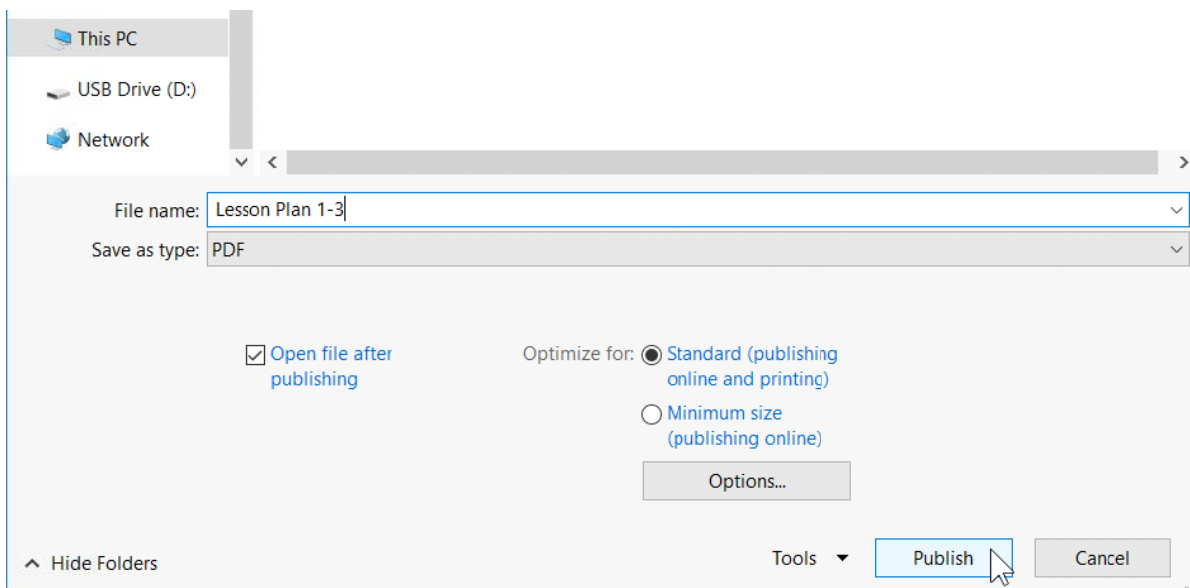 This PC
USB Drive (D:)
Network
File name: Lesson Plan 1-3
Save as type: PDF
Open file after
publishing
Optimize for: Standard (publishing
online and printing)
Minimum size
(publishing online)
Options...
Hide Folders
Tools Publish Cancel